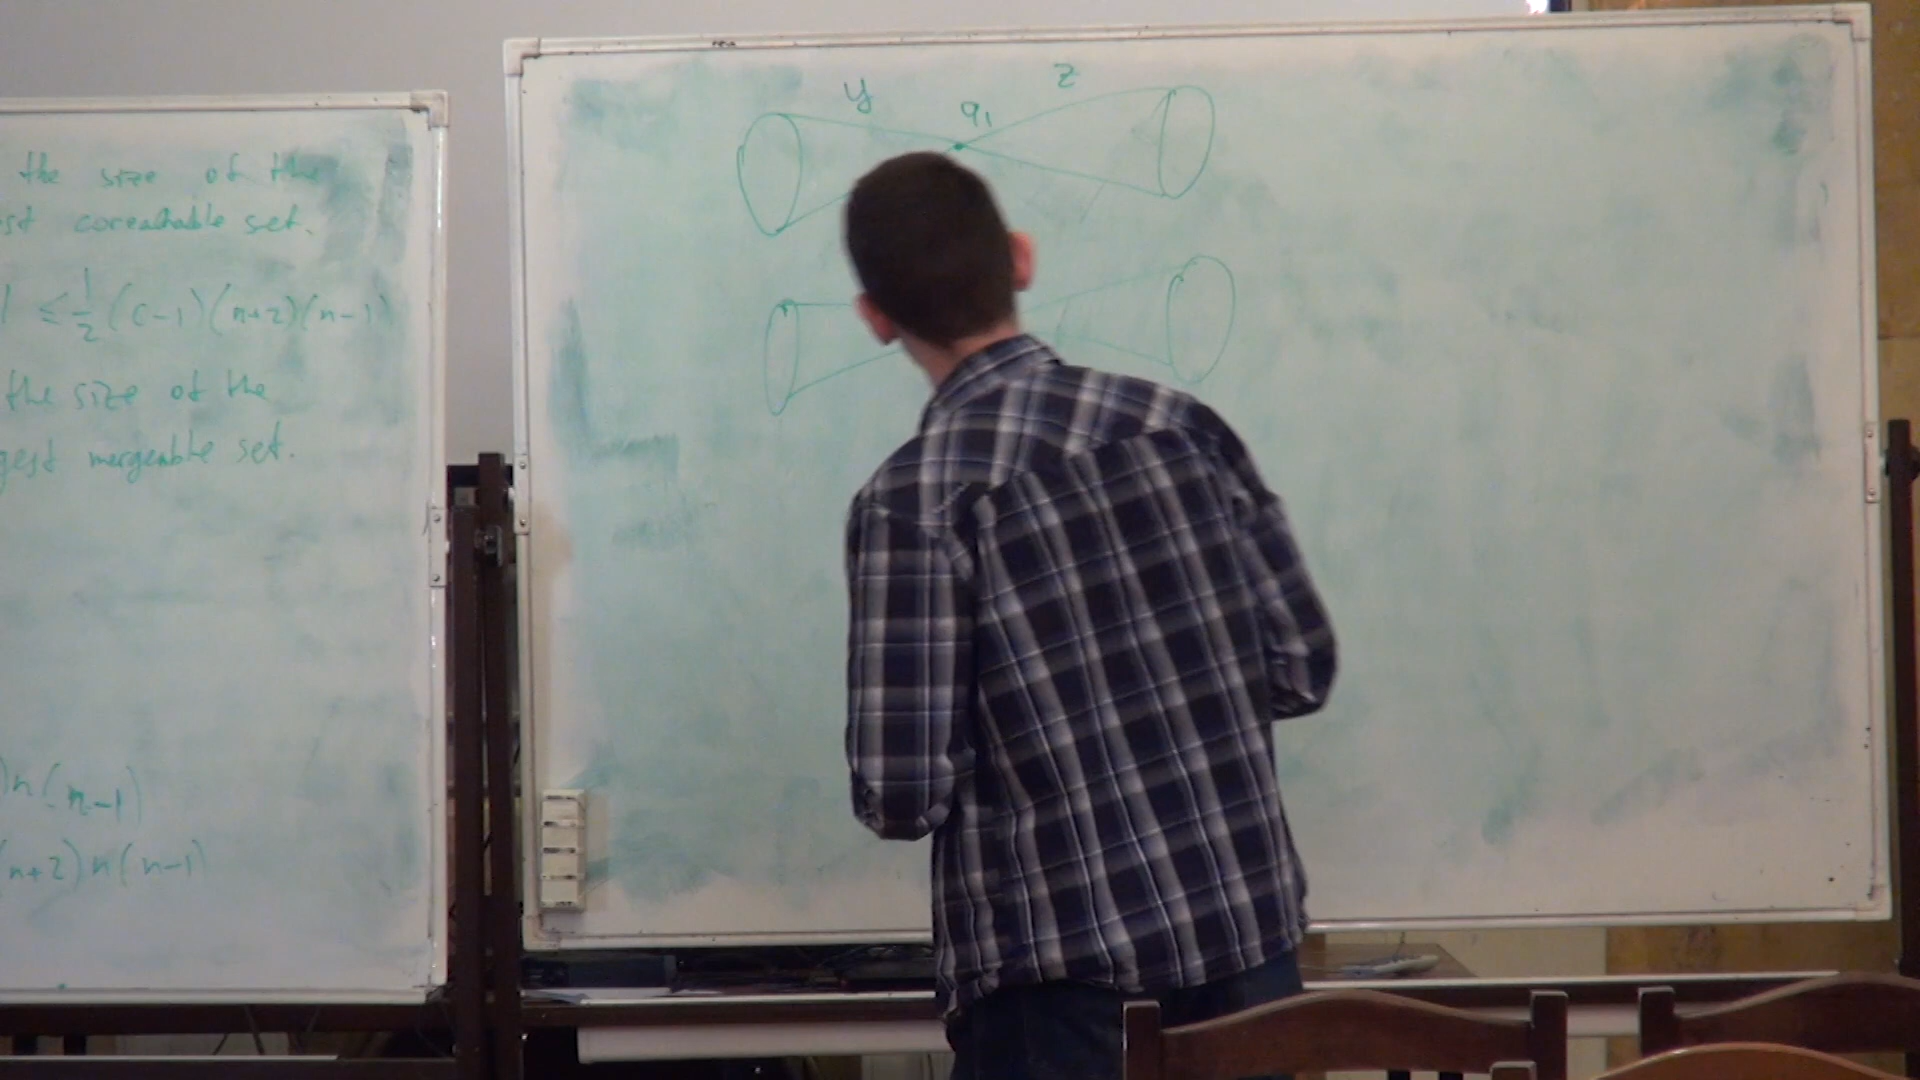 the size of the
est coreachable set.
| ≤ 1/2 (c-1)(n+2)(n-1)
the size of the
gest mergeable set.
)n(n-1)
(n+2)n(n-1)
y q₁ z